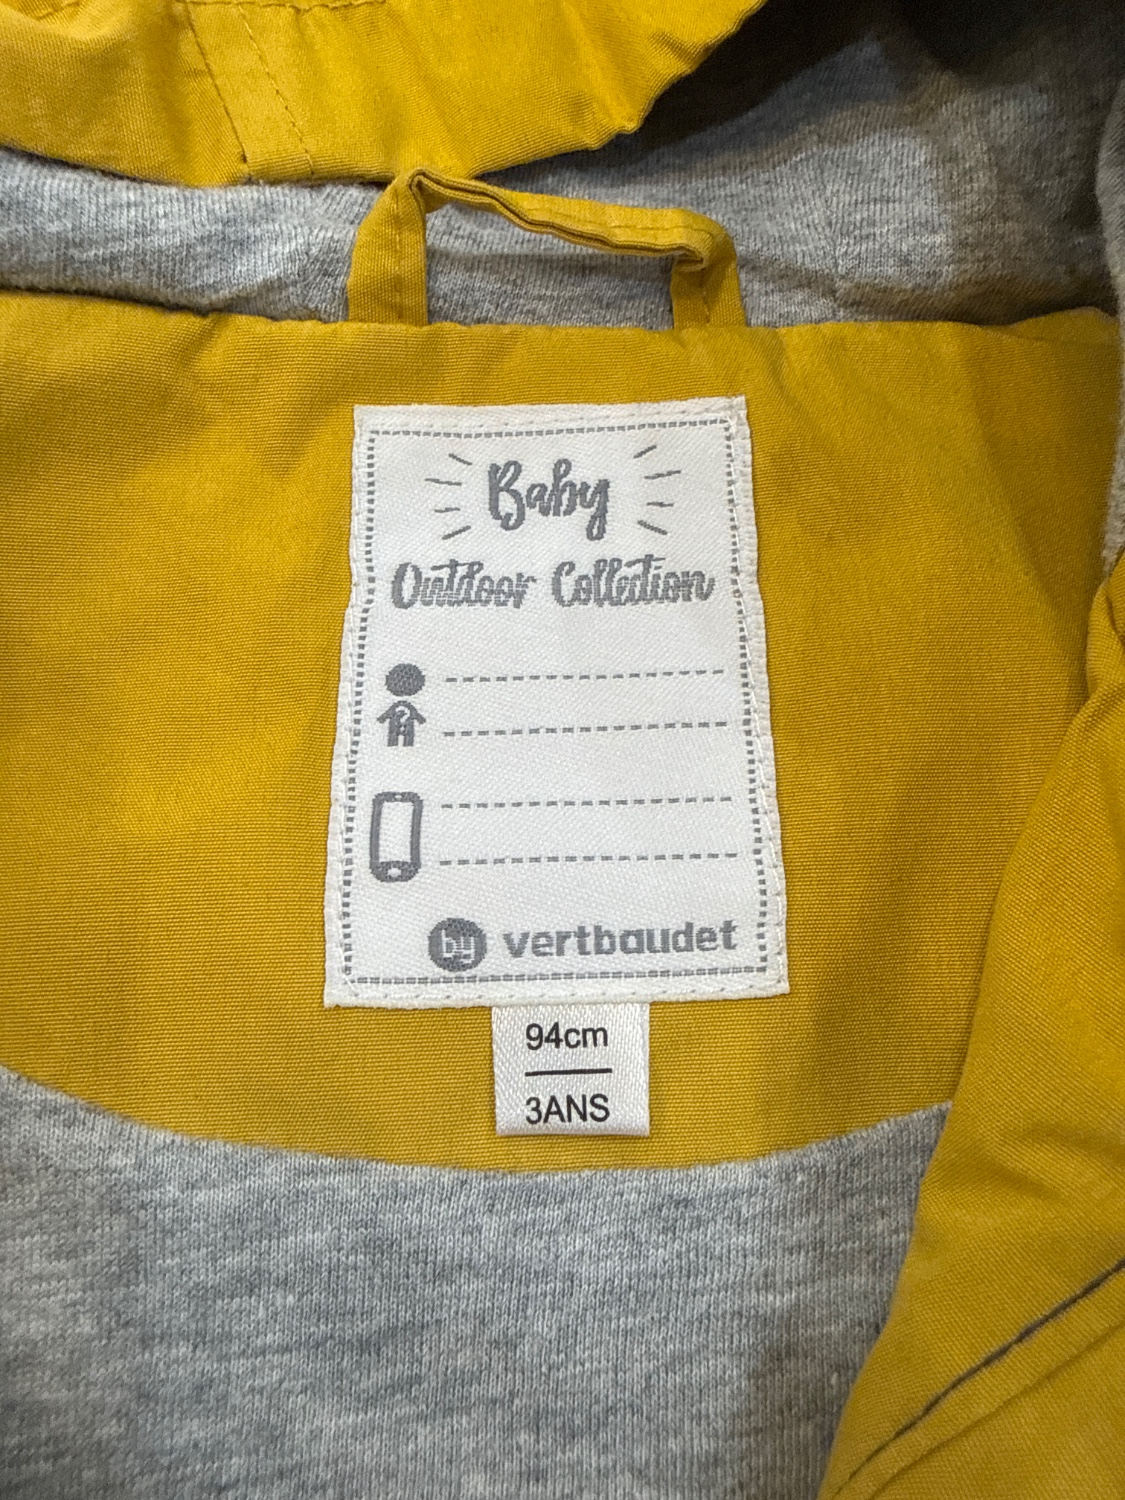 Baby
Outdoor Collection
?
by vertbaudet
94cm
3ANS